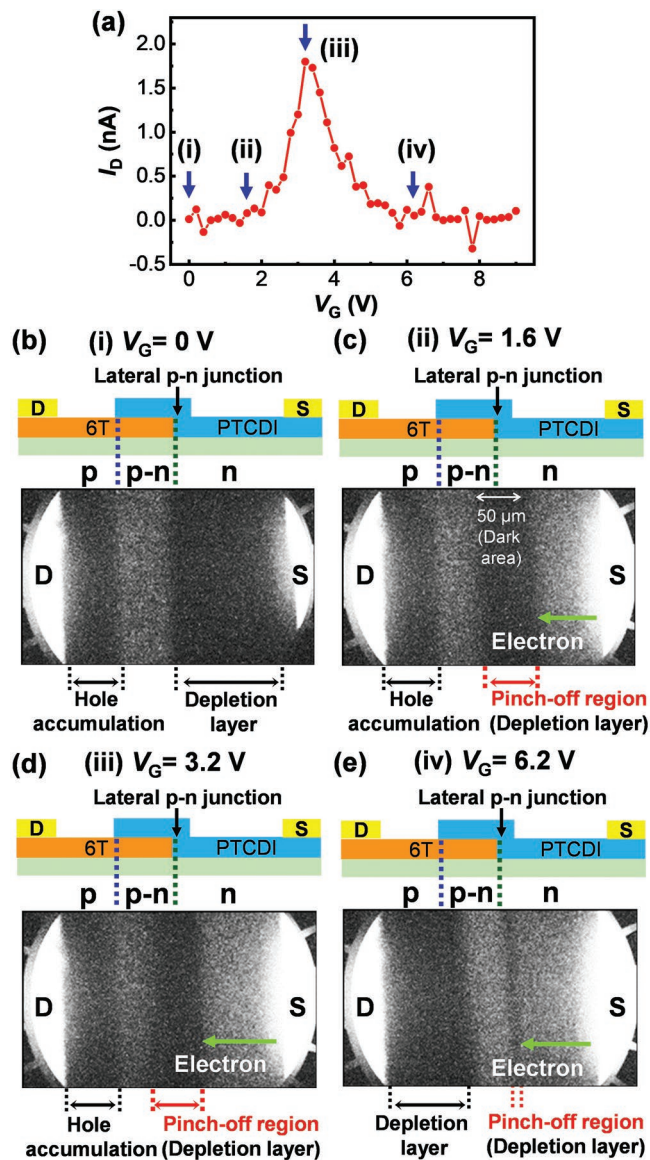 (a)
I_D (nA)
2.0
1.5
1.0
0.5
0.0
-0.5
(i)
(ii)
(iii)
(iv)
0 2 4 6 8
V_G (V)
(b) (i) V_G= 0 V
Lateral p-n junction
D S
6T PTCDI
p p-n n
D S
Hole accumulation
Depletion layer
(c) (ii) V_G= 1.6 V
Lateral p-n junction
D S
6T PTCDI
p p-n n
50 µm
(Dark
area)
D S
Electron
Hole accumulation
Pinch-off region
(Depletion layer)
(d) (iii) V_G= 3.2 V
Lateral p-n junction
D S
6T PTCDI
p p-n n
D S
Electron
Hole accumulation
Pinch-off region
(Depletion layer)
(e) (iv) V_G= 6.2 V
Lateral p-n junction
D S
6T PTCDI
p p-n n
D S
Electron
Depletion layer
Pinch-off region
(Depletion layer)